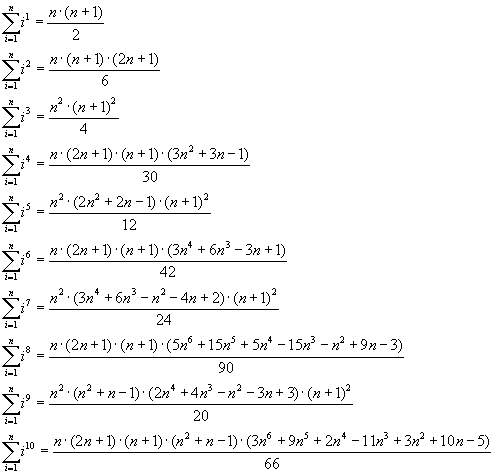 ∑_{i=1}^{n} i^1 = n·(n+1) / 2
∑_{i=1}^{n} i^2 = n·(n+1)·(2n+1) / 6
∑_{i=1}^{n} i^3 = n^2·(n+1)^2 / 4
∑_{i=1}^{n} i^4 = n·(2n+1)·(n+1)·(3n^2+3n−1) / 30
∑_{i=1}^{n} i^5 = n^2·(2n^2+2n−1)·(n+1)^2 / 12
∑_{i=1}^{n} i^6 = n·(2n+1)·(n+1)·(3n^4+6n^3−3n+1) / 42
∑_{i=1}^{n} i^7 = n^2·(3n^4+6n^3−n^2−4n+2)·(n+1)^2 / 24
∑_{i=1}^{n} i^8 = n·(2n+1)·(n+1)·(5n^6+15n^5+5n^4−15n^3−n^2+9n−3) / 90
∑_{i=1}^{n} i^9 = n^2·(n^2+n−1)·(2n^4+4n^3−n^2−3n+3)·(n+1)^2 / 20
∑_{i=1}^{n} i^10 = n·(2n+1)·(n+1)·(n^2+n−1)·(3n^6+9n^5+2n^4−11n^3+3n^2+10n−5) / 66